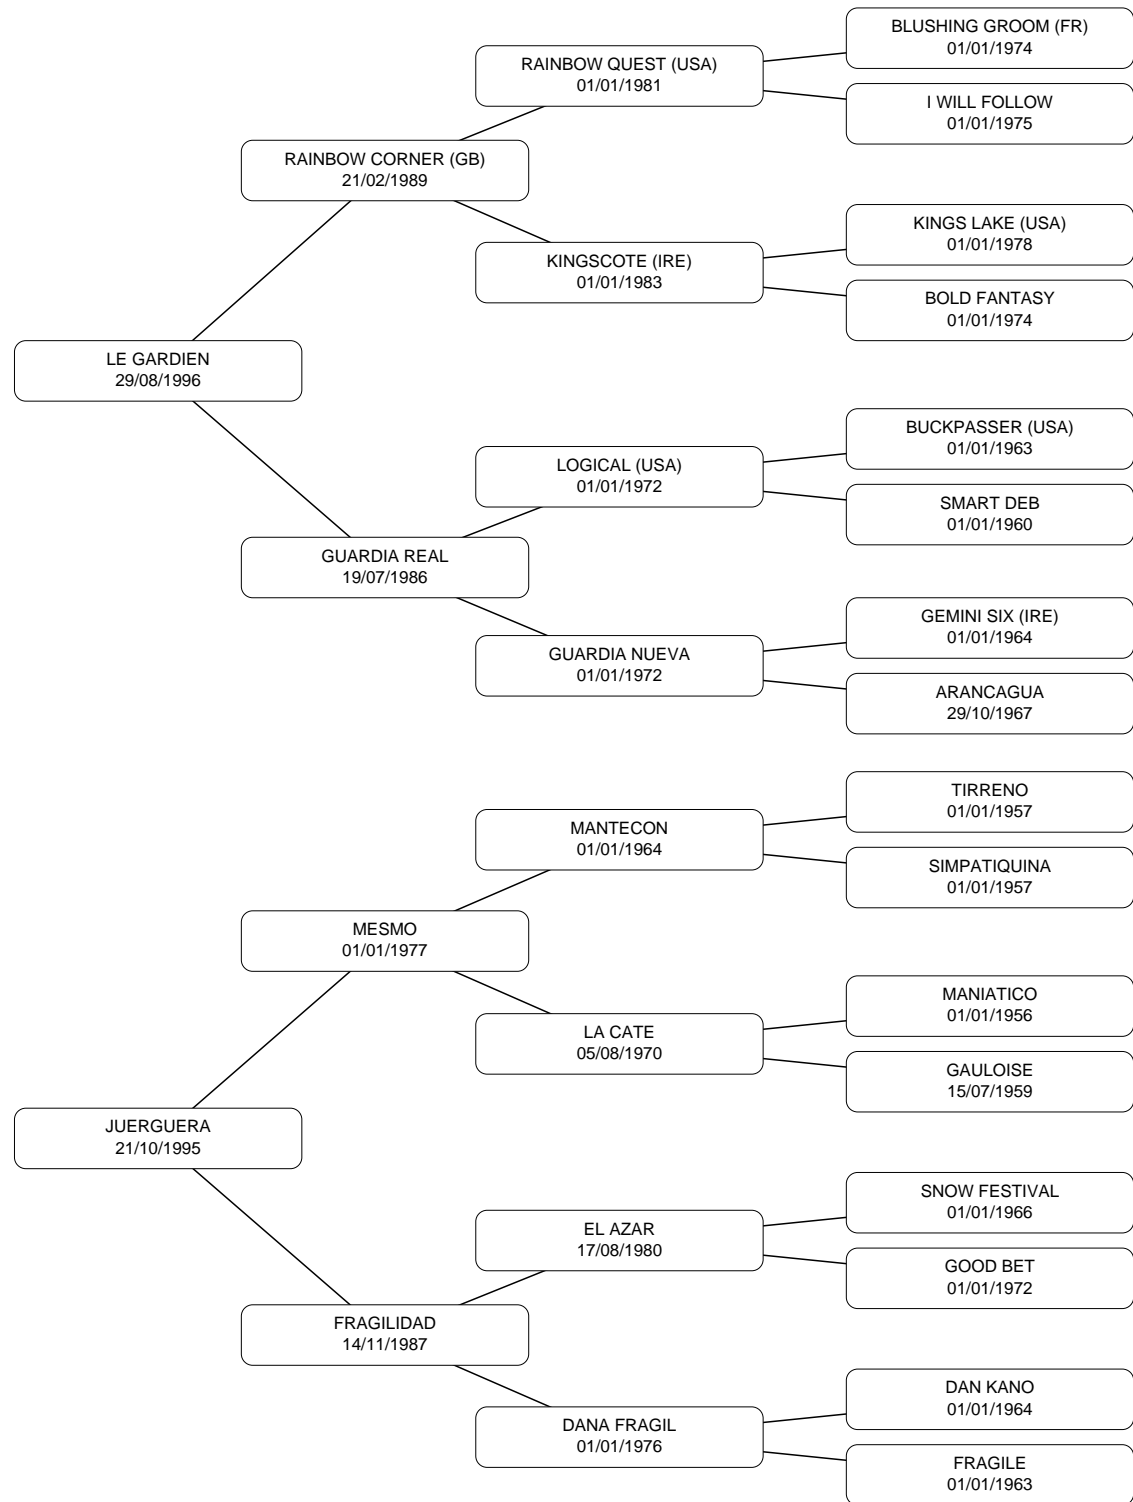 BLUSHING GROOM (FR)
01/01/1974
RAINBOW QUEST (USA)
01/01/1981
I WILL FOLLOW
01/01/1975
RAINBOW CORNER (GB)
21/02/1989
KINGS LAKE (USA)
01/01/1978
KINGSCOTE (IRE)
01/01/1983
BOLD FANTASY
01/01/1974
LE GARDIEN
29/08/1996
BUCKPASSER (USA)
01/01/1963
LOGICAL (USA)
01/01/1972
SMART DEB
01/01/1960
GUARDIA REAL
19/07/1986
GEMINI SIX (IRE)
01/01/1964
GUARDIA NUEVA
01/01/1972
ARANCAGUA
29/10/1967
TIRRENO
01/01/1957
MANTECON
01/01/1964
SIMPATIQUINA
01/01/1957
MESMO
01/01/1977
MANIATICO
01/01/1956
LA CATE
05/08/1970
GAULOISE
15/07/1959
JUERGUERA
21/10/1995
SNOW FESTIVAL
01/01/1966
EL AZAR
17/08/1980
GOOD BET
01/01/1972
FRAGILIDAD
14/11/1987
DAN KANO
01/01/1964
DANA FRAGIL
01/01/1976
FRAGILE
01/01/1963